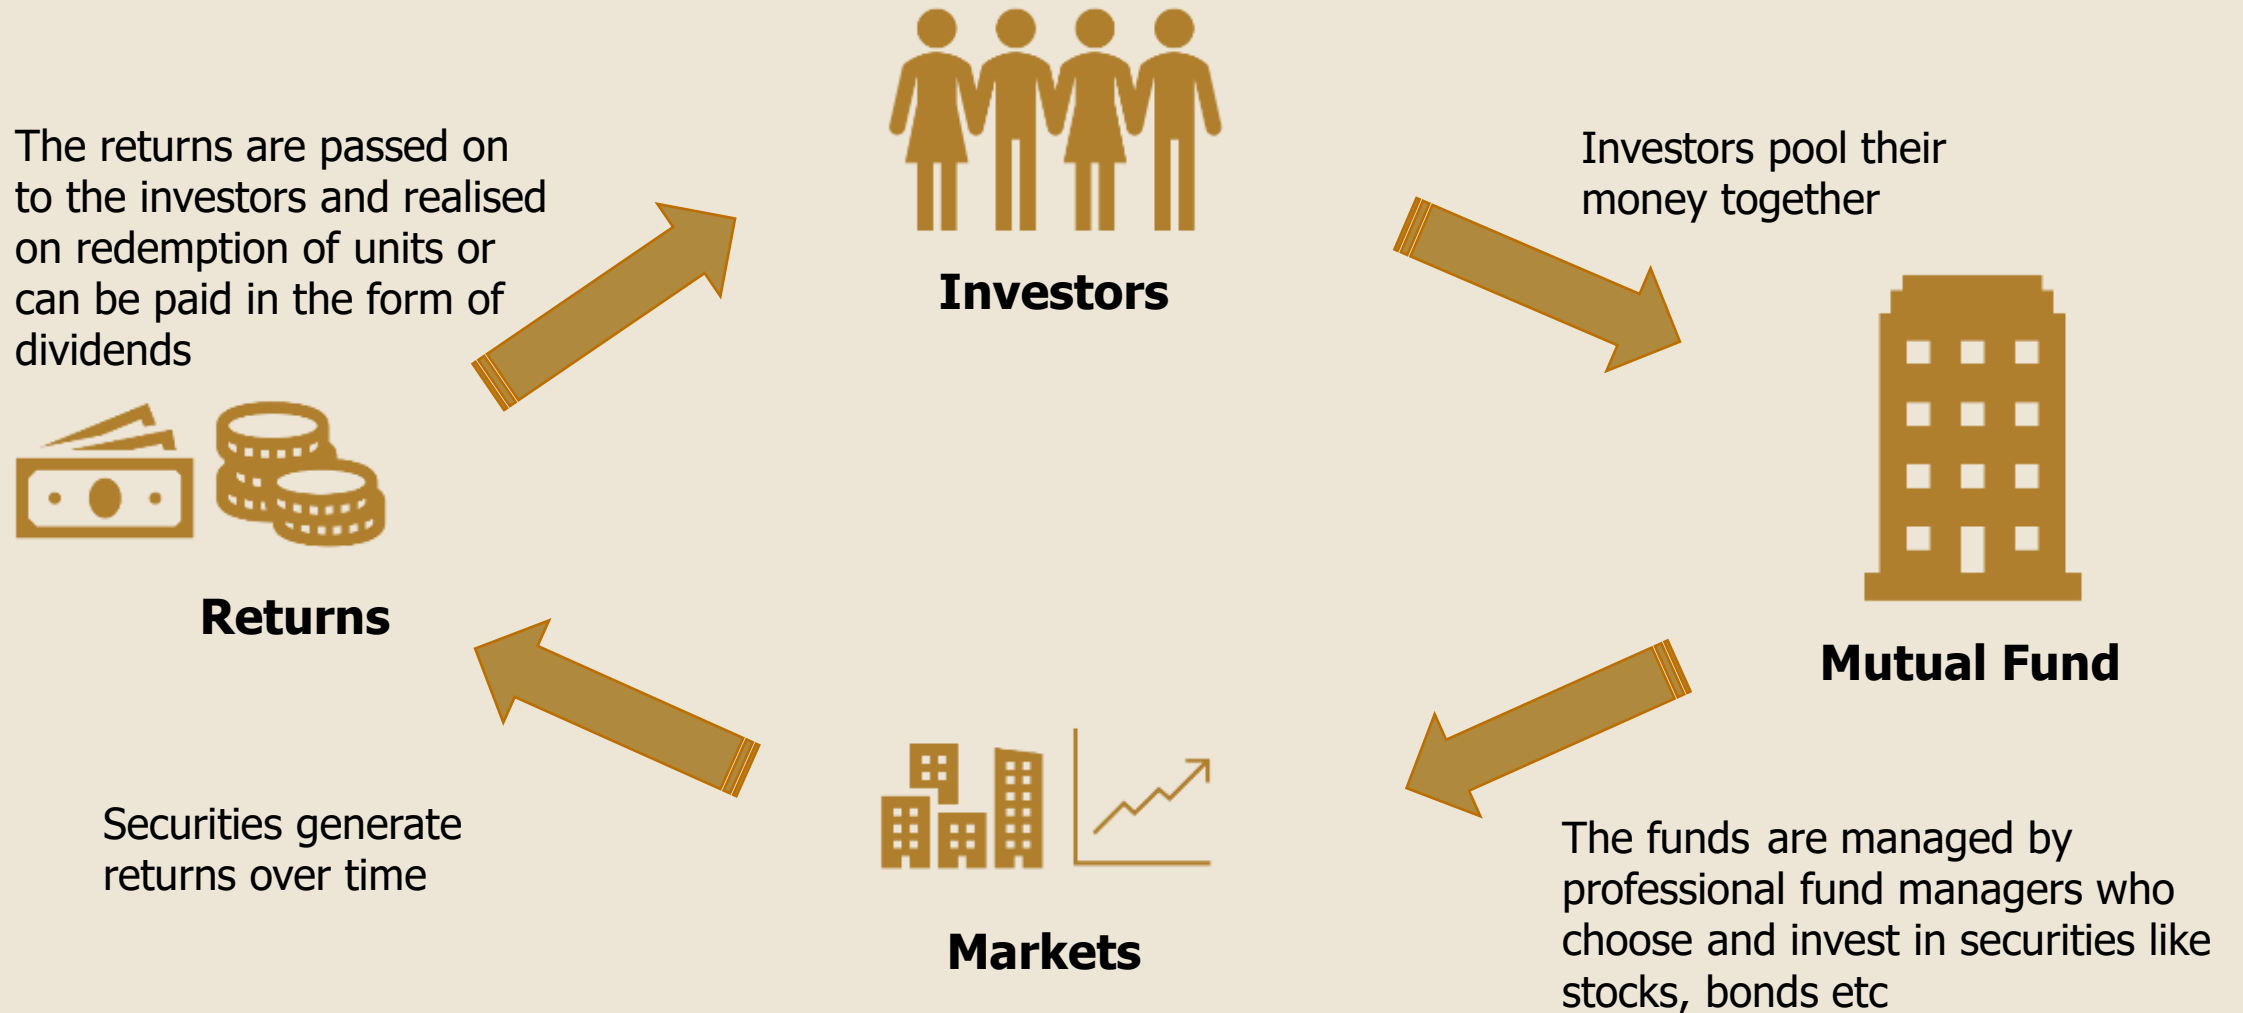 Investors
Investors pool their
money together
Mutual Fund
The funds are managed by
professional fund managers who
choose and invest in securities like
stocks, bonds etc
Markets
Securities generate
returns over time
Returns
The returns are passed on
to the investors and realised
on redemption of units or
can be paid in the form of
dividends